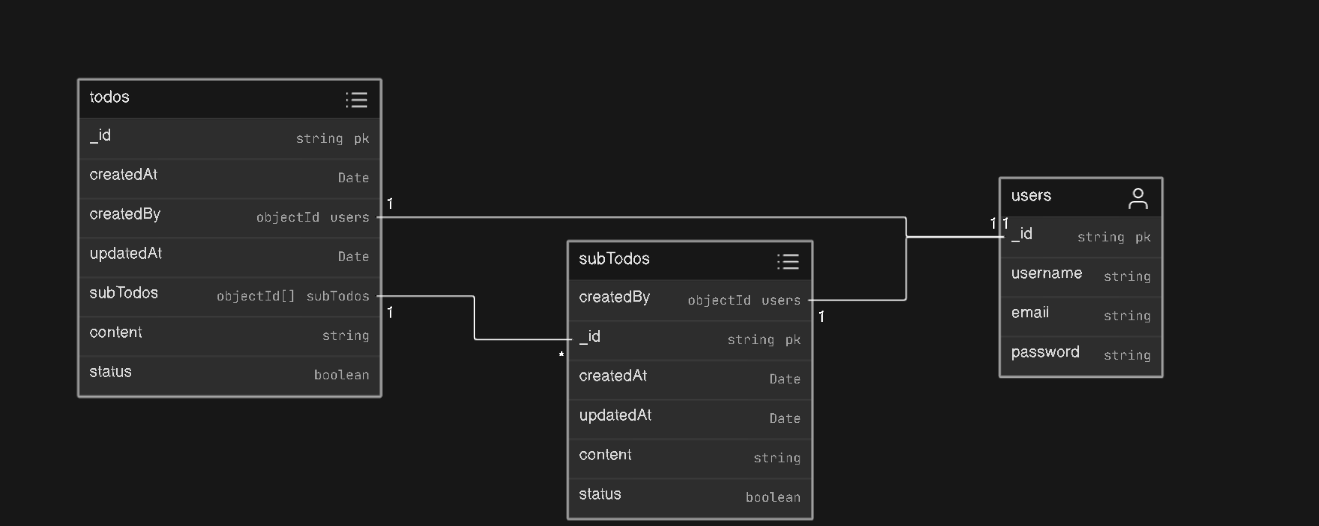 todos
_id string pk
createdAt Date
createdBy objectId users
updatedAt Date
subTodos objectId[] subTodos
content string
status boolean
1
1
*
subTodos
createdBy objectId users
_id string pk
createdAt Date
updatedAt Date
content string
status boolean
1
1 1
users
_id string pk
username string
email string
password string